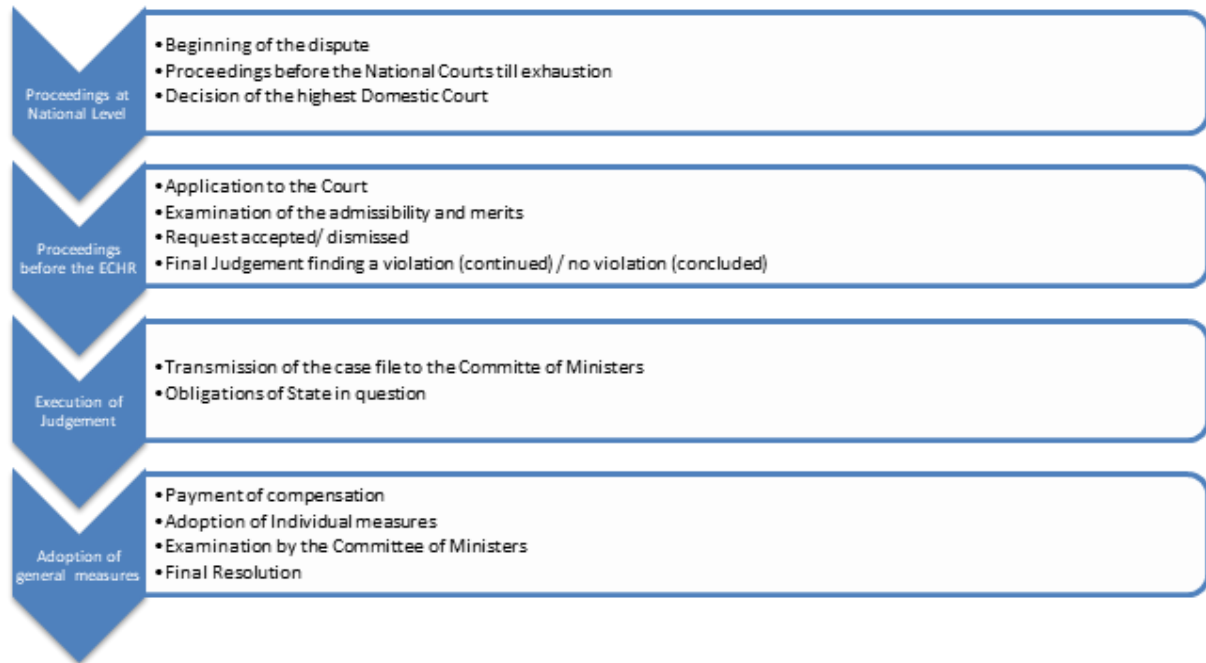 Proceedings at
National Level
•Beginning of the dispute
•Proceedings before the National Courts till exhaustion
•Decision of the highest Domestic Court
Proceedings
before the ECHR
•Application to the Court
•Examination of the admissibility and merits
•Request accepted/ dismissed
•Final Judgement finding a violation (continued) / no violation (concluded)
Execution of
Judgement
•Transmission of the case file to the Committe of Ministers
•Obligations of State in question
Adoption of
general measures
•Payment of compensation
•Adoption of Individual measures
•Examination by the Committee of Ministers
•Final Resolution